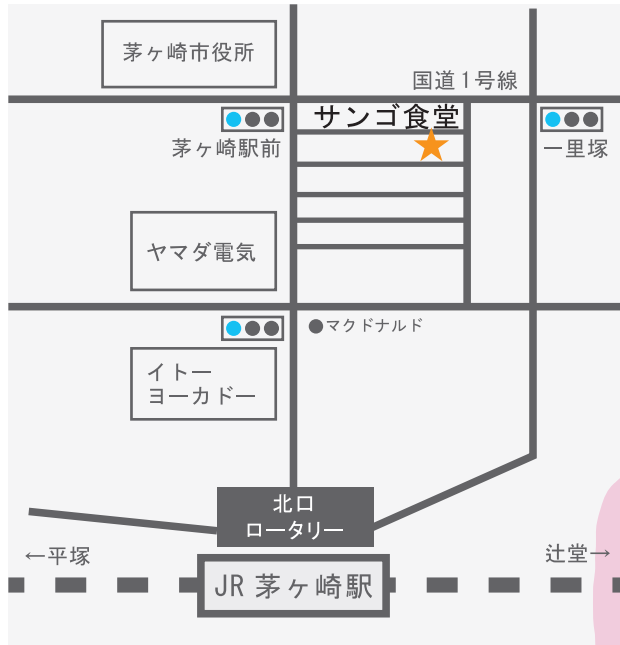 茅ヶ崎市役所
国道1号線
サンゴ食堂
茅ヶ崎駅前
一里塚
ヤマダ電気
マクドナルド
イトー
ヨーカドー
北口
ロータリー
←平塚
辻堂→
JR 茅ヶ崎駅